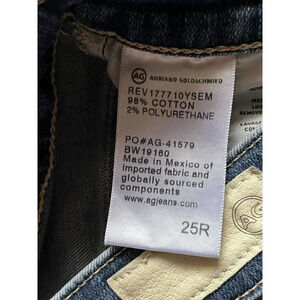 AG
ADRIANO GOLDSCHMIED
REV177710YSEM
98% COTTON
2% POLYURETHANE
PO#AG-41579
BW19160
Made in Mexico of
imported fabric and
globally sourced
components
www.agjeans.com
25R
AG